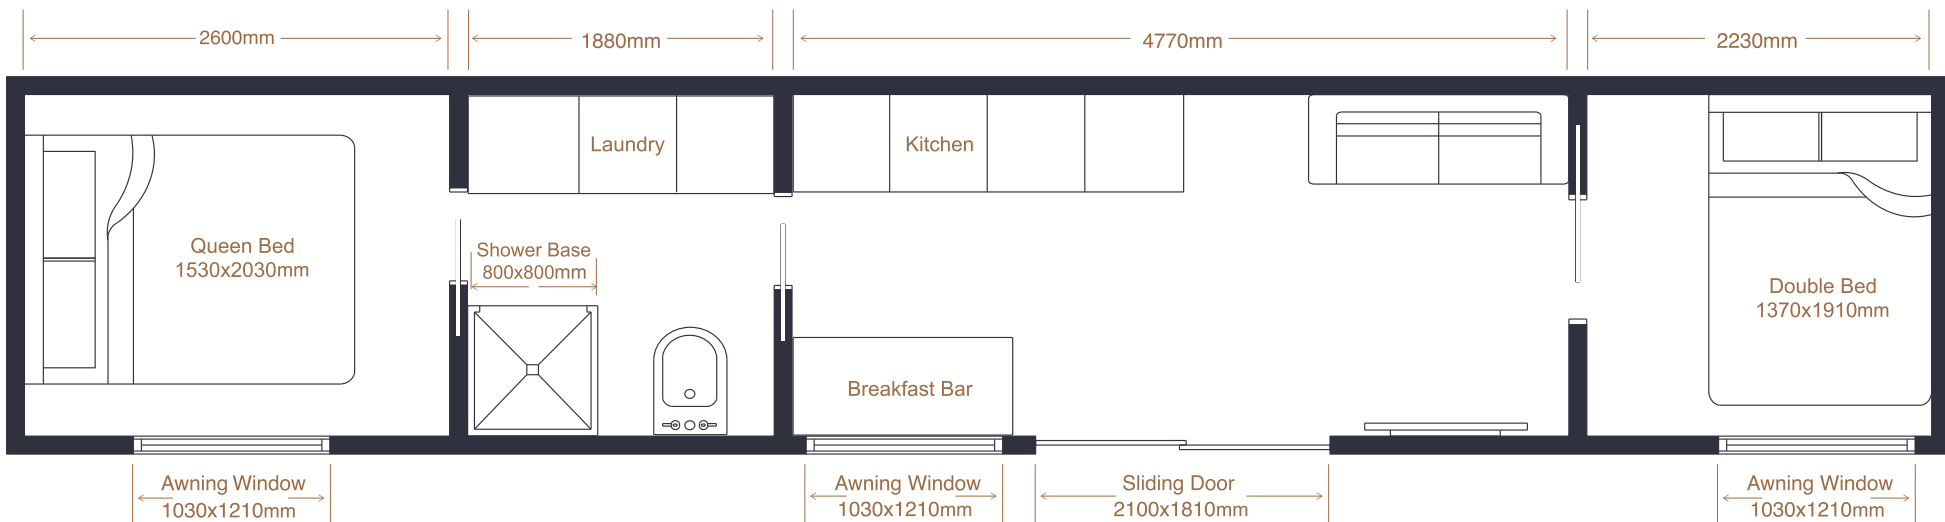 2600mm
1880mm
4770mm
2230mm
Laundry
Kitchen
Queen Bed
1530x2030mm
Shower Base
800x800mm
Double Bed
1370x1910mm
Breakfast Bar
Awning Window
1030x1210mm
Awning Window
1030x1210mm
Sliding Door
2100x1810mm
Awning Window
1030x1210mm